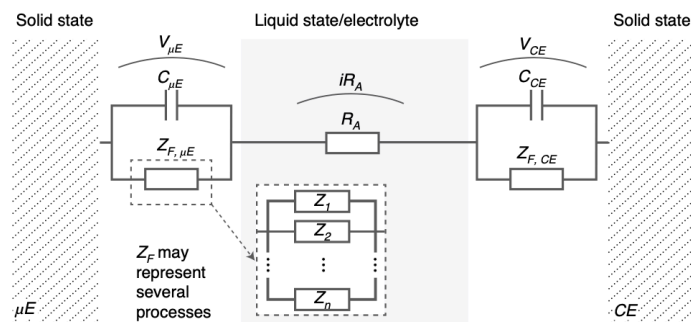 Solid state
Liquid state/electrolyte
Solid state
VμE
CμE
ZF, μE
iRA
RA
VCE
CCE
ZF, CE
Z1
Z2
⋮ ⋮ ⋮
Zn
ZF may
represent
several
processes
μE
CE